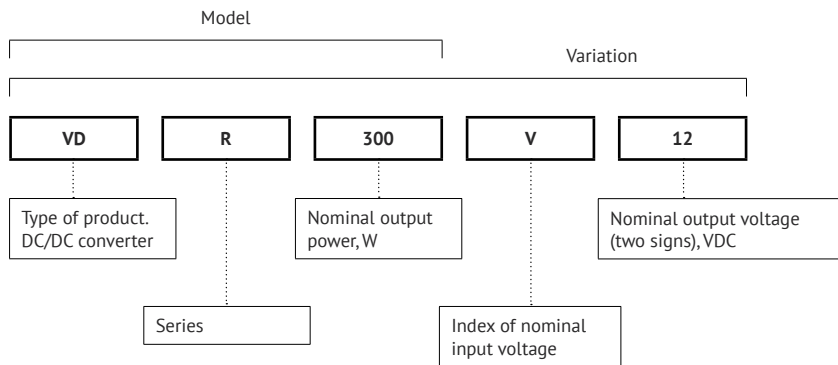 Model
Variation
VD
R
300
V
12
Type of product.
DC/DC converter
Nominal output
power, W
Nominal output voltage
(two signs), VDC
Series
Index of nominal
input voltage